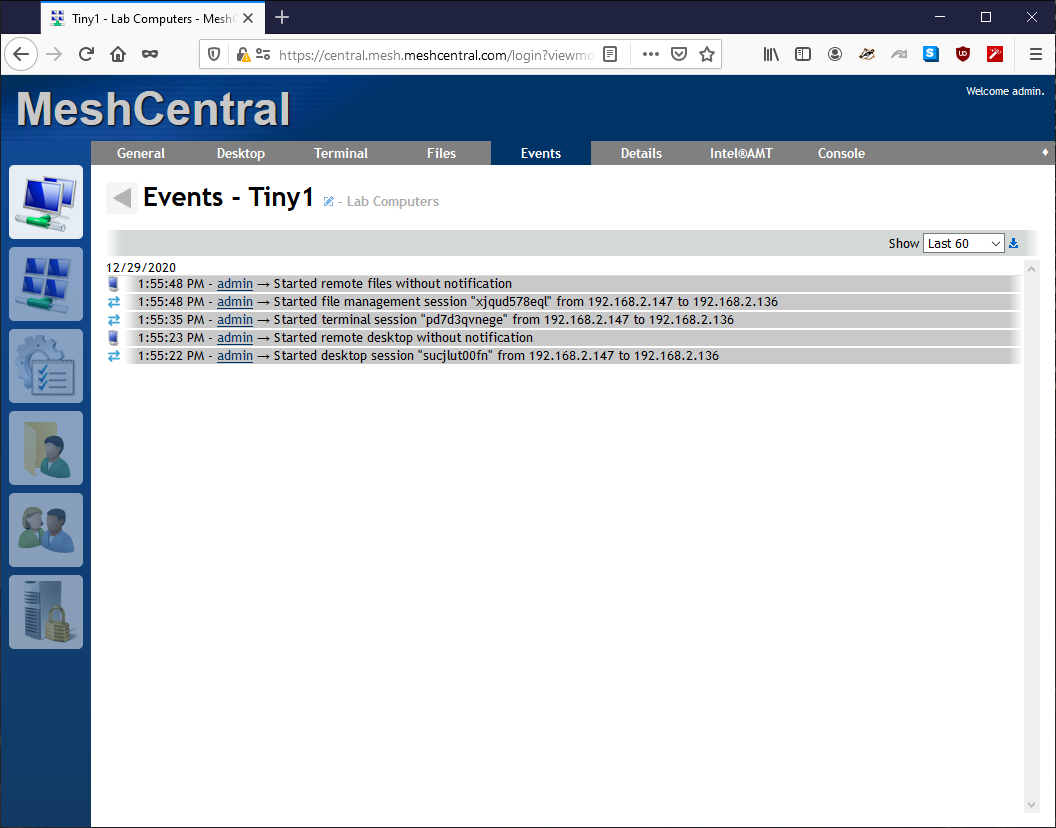 Tiny1 - Lab Computers - MeshC
https://central.mesh.meshcentral.com/login?viewmo
MeshCentral
Welcome admin.
General Desktop Terminal Files Events Details Intel®AMT Console
Events - Tiny1 - Lab Computers
Show Last 60
12/29/2020
1:55:48 PM - admin → Started remote files without notification
1:55:48 PM - admin → Started file management session "xjqud578eql" from 192.168.2.147 to 192.168.2.136
1:55:35 PM - admin → Started terminal session "pd7d3qvnege" from 192.168.2.147 to 192.168.2.136
1:55:23 PM - admin → Started remote desktop without notification
1:55:22 PM - admin → Started desktop session "sucjlut00fn" from 192.168.2.147 to 192.168.2.136